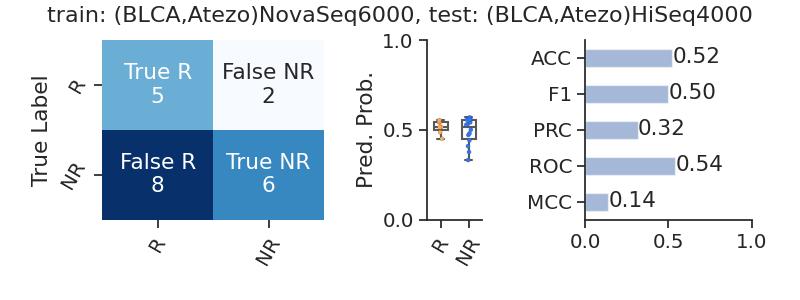 train: (BLCA,Atezo)NovaSeq6000, test: (BLCA,Atezo)HiSeq4000
True Label
R
NR
True R
5
False NR
2
False R
8
True NR
6
R
NR
Pred. Prob.
1.0
0.5
0.0
R
NR
ACC
0.52
F1
0.50
PRC
0.32
ROC
0.54
MCC
0.14
0.0
0.5
1.0